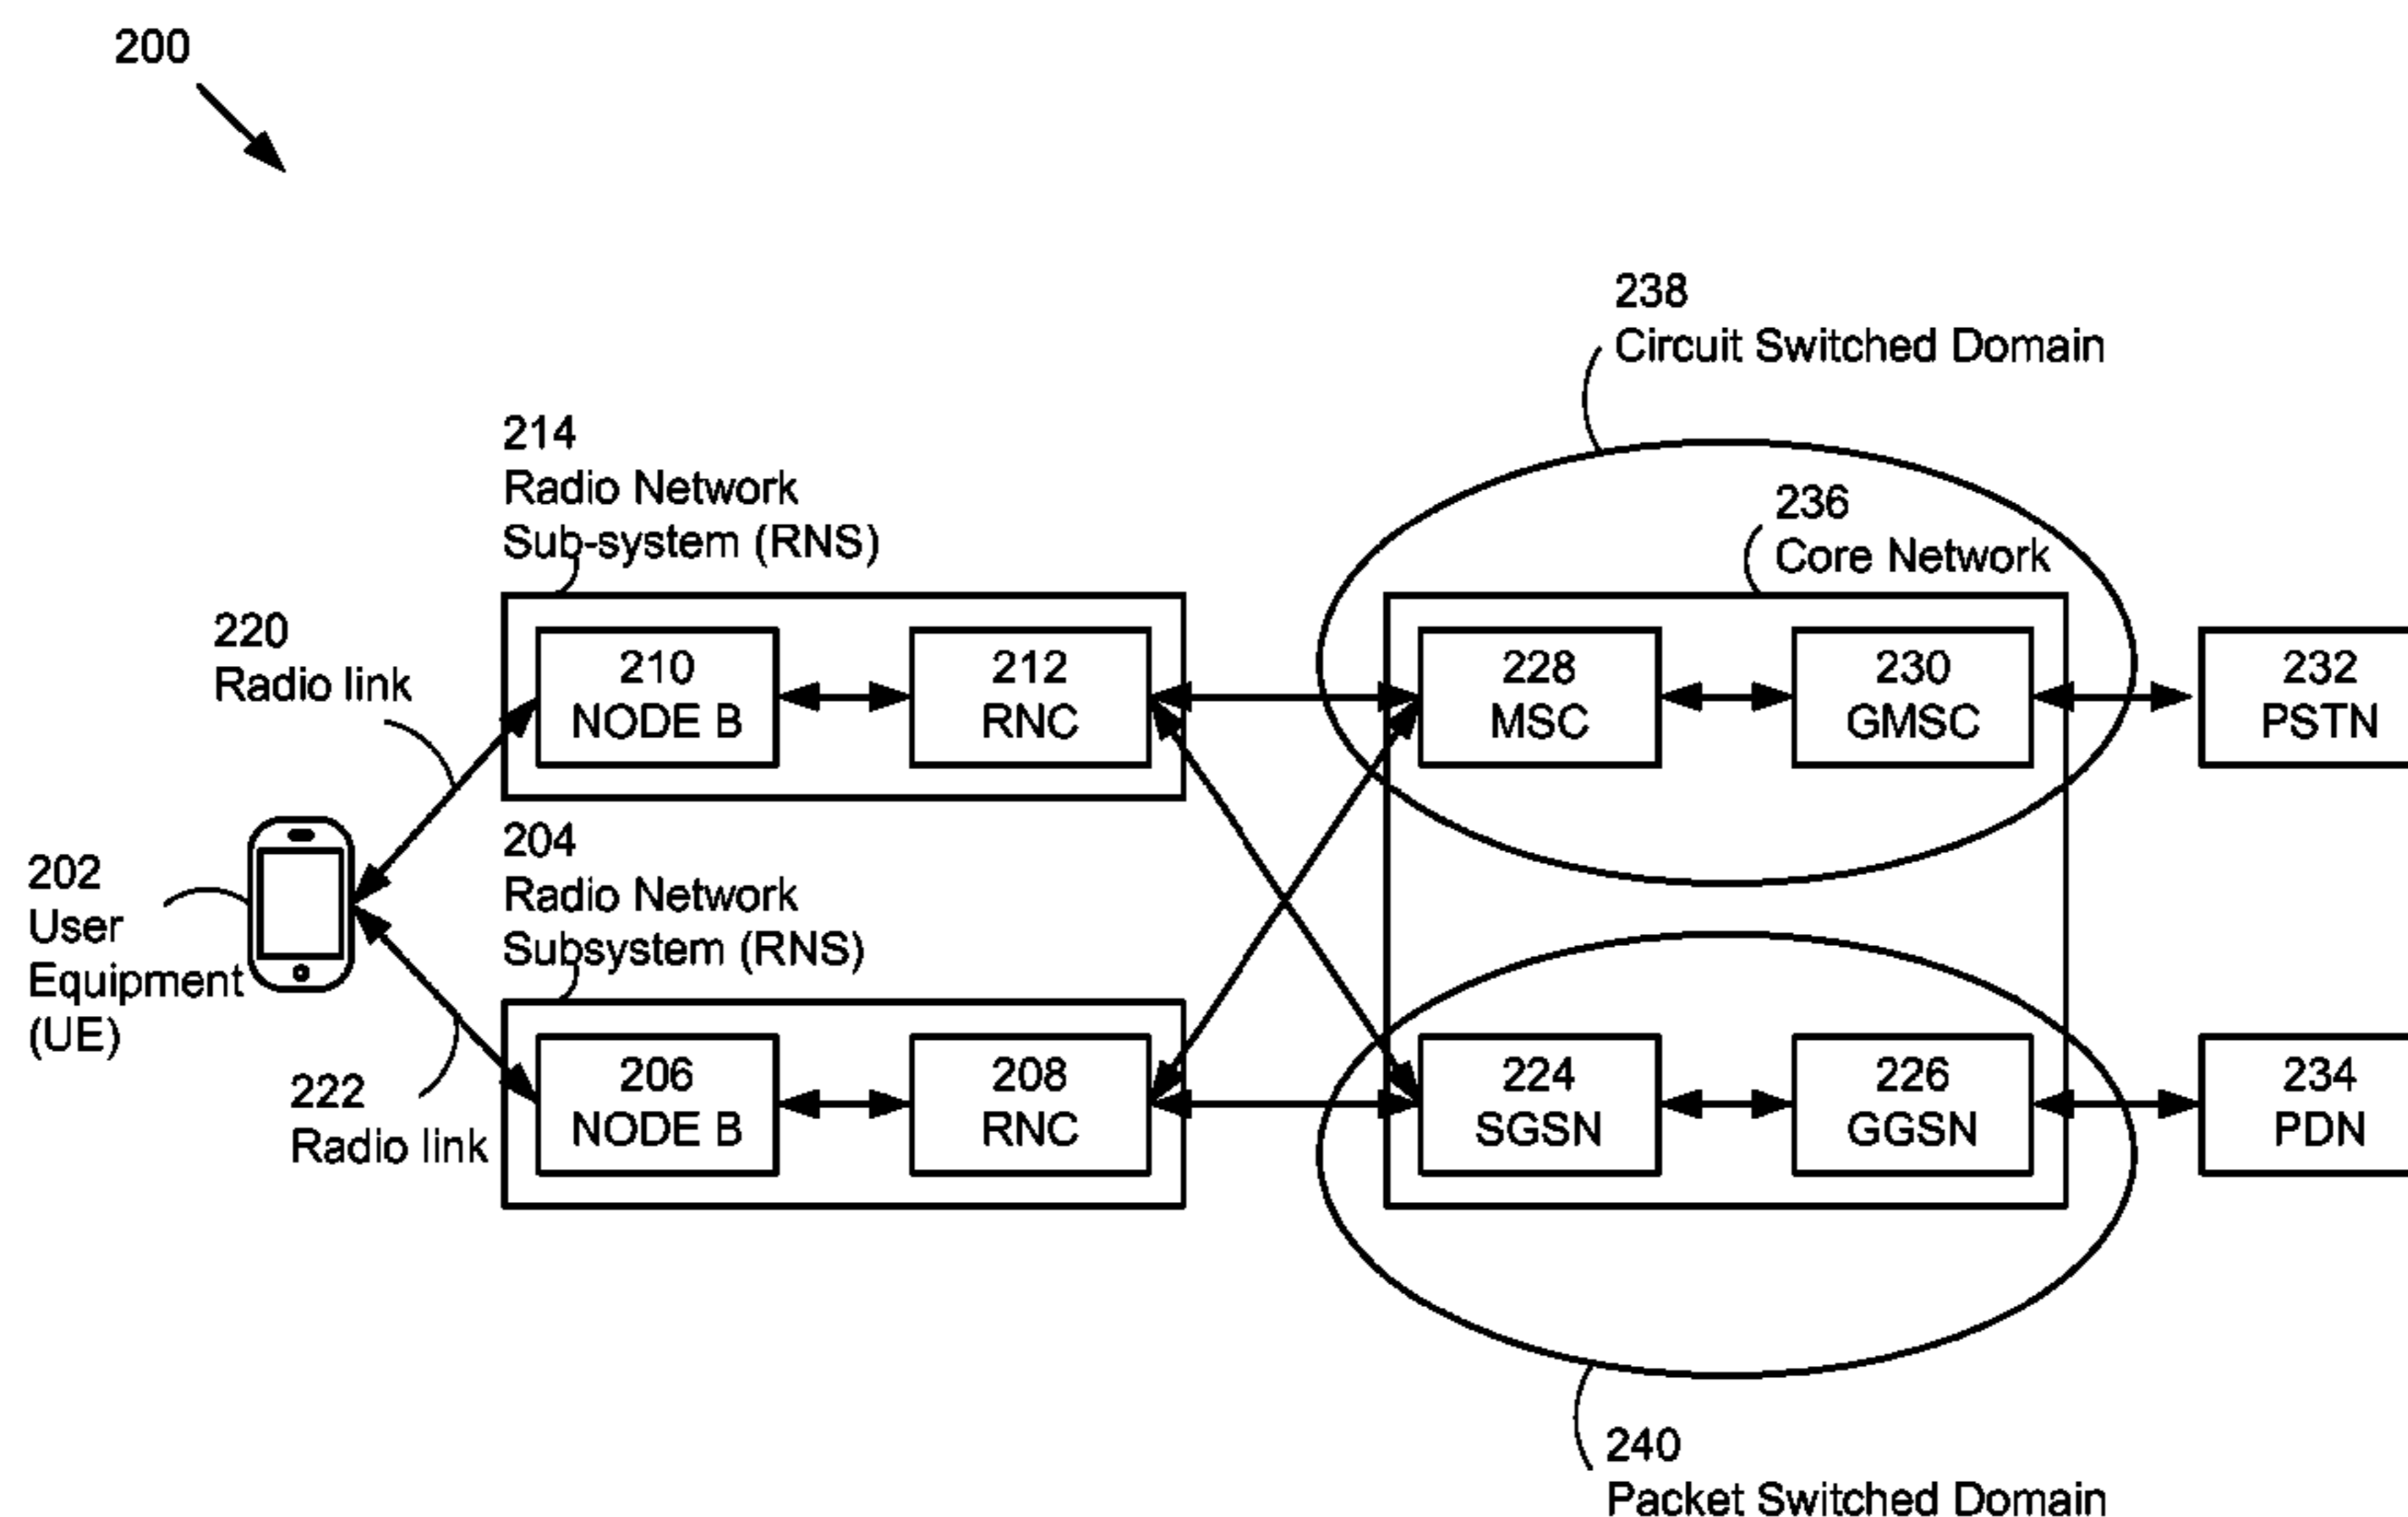 200
238
Circuit Switched Domain
214
Radio Network
Sub-system (RNS)
236
Core Network
220
Radio link
210
NODE B
212
RNC
228
MSC
230
GMSC
232
PSTN
202
User
Equipment
(UE)
204
Radio Network
Subsystem (RNS)
222
Radio link
206
NODE B
208
RNC
224
SGSN
226
GGSN
234
PDN
240
Packet Switched Domain